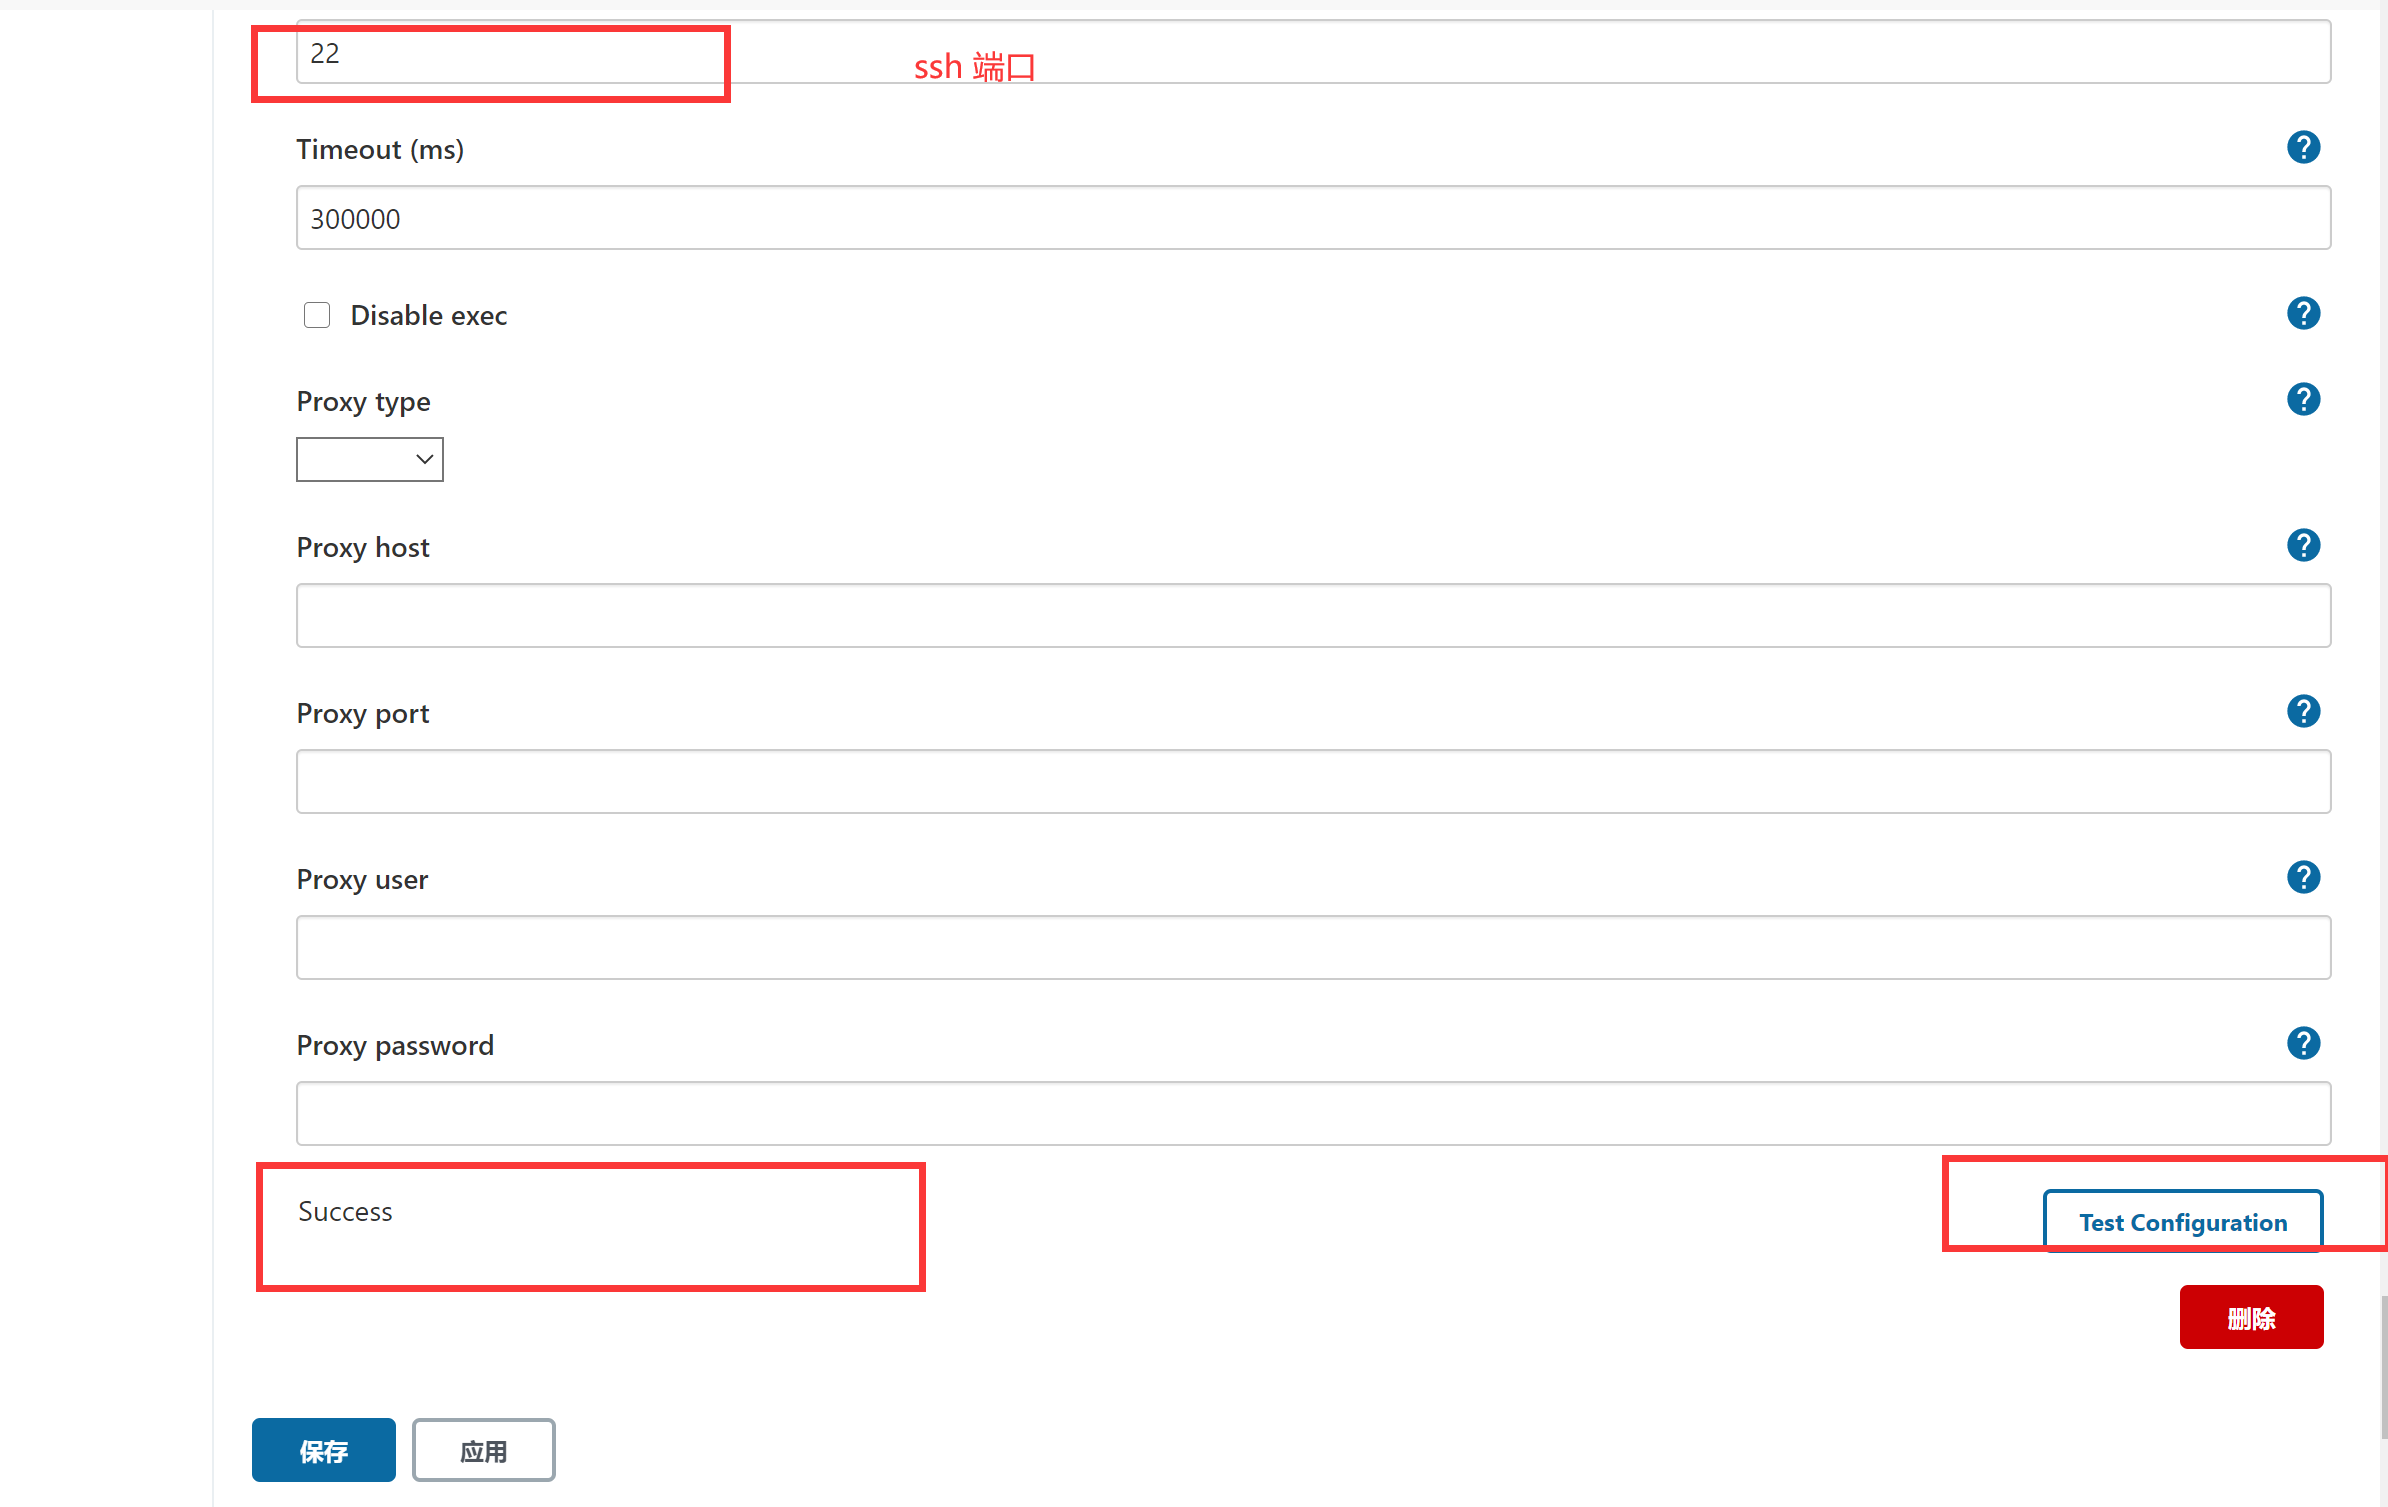 22
ssh 端口
Timeout (ms)
300000
Disable exec
Proxy type
Proxy host
Proxy port
Proxy user
Proxy password
Success
Test Configuration
删除
保存
应用